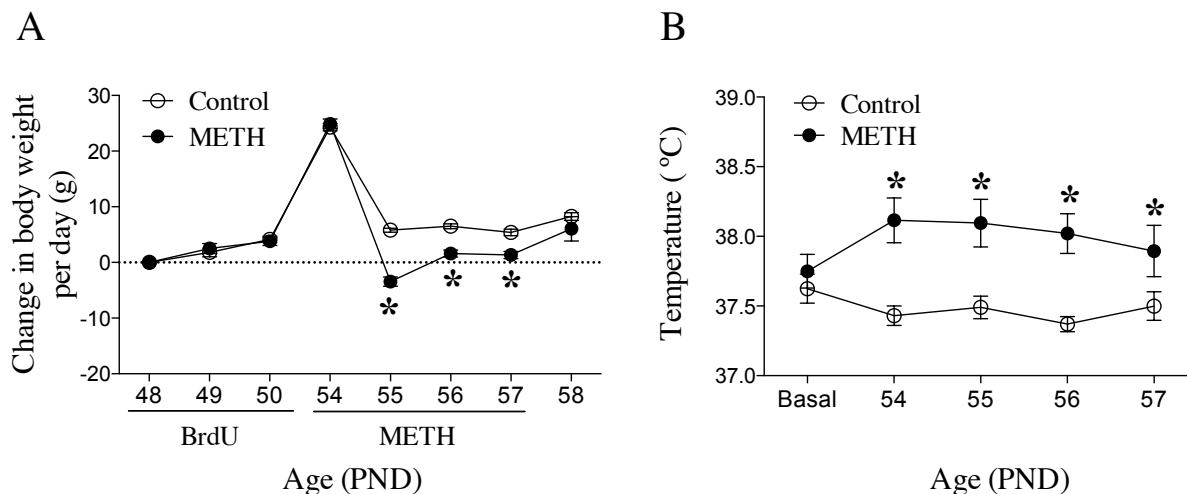 A
Change in body weight
per day (g)
30
20
10
0
-10
-20
Control
METH
*
*
*
48 49 50 54 55 56 57 58
BrdU METH
Age (PND)
B
Temperature ( ºC)
39.0
38.5
38.0
37.5
37.0
Control
METH
* * * *
Basal 54 55 56 57
Age (PND)